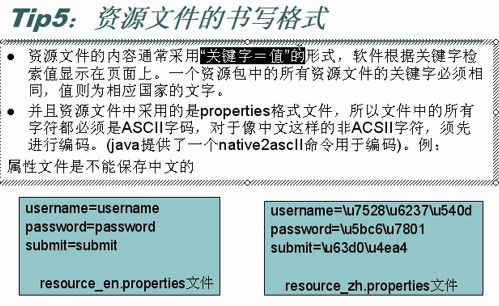 Tip5：资源文件的书写格式
● 资源文件的内容通常采用“关键字＝值”的形式，软件根据关键字检
索值显示在页面上。一个资源包中的所有资源文件的关键字必须相
同，值则为相应国家的文字。
● 并且资源文件中采用的是properties格式文件，所以文件中的所有
字符都必须是ASCII字码，对于像中文这样的非ACSII字符，须先
进行编码。(java提供了一个native2ascII命令用于编码)。例：
属性文件是不能保存中文的
username=username
password=password
submit=submit
resource_en.properties文件
username=\u7528\u6237\u540d
password=\u5bc6\u7801
submit=\u63d0\u4ea4
resource_zh.properties文件